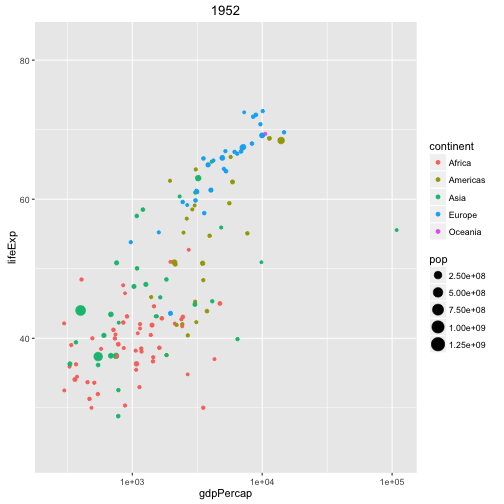 1952
80
60
40
lifeExp
1e+03
1e+04
1e+05
gdpPercap
continent
Africa
Americas
Asia
Europe
Oceania
pop
2.50e+08
5.00e+08
7.50e+08
1.00e+09
1.25e+09